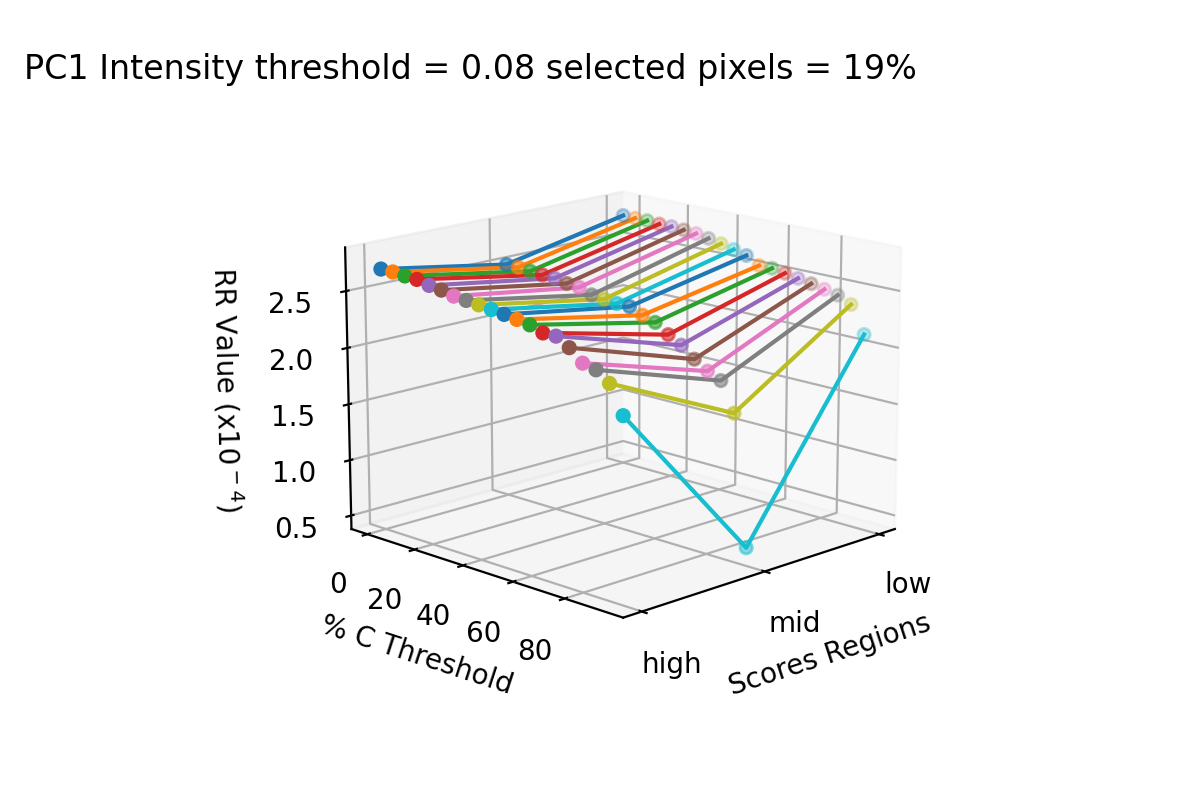 PC1 Intensity threshold = 0.08 selected pixels = 19%
RR Value (x10⁻⁴)
2.5
2.0
1.5
1.0
0.5
0
20
40
60
80
% C Threshold
high
mid
low
Scores Regions